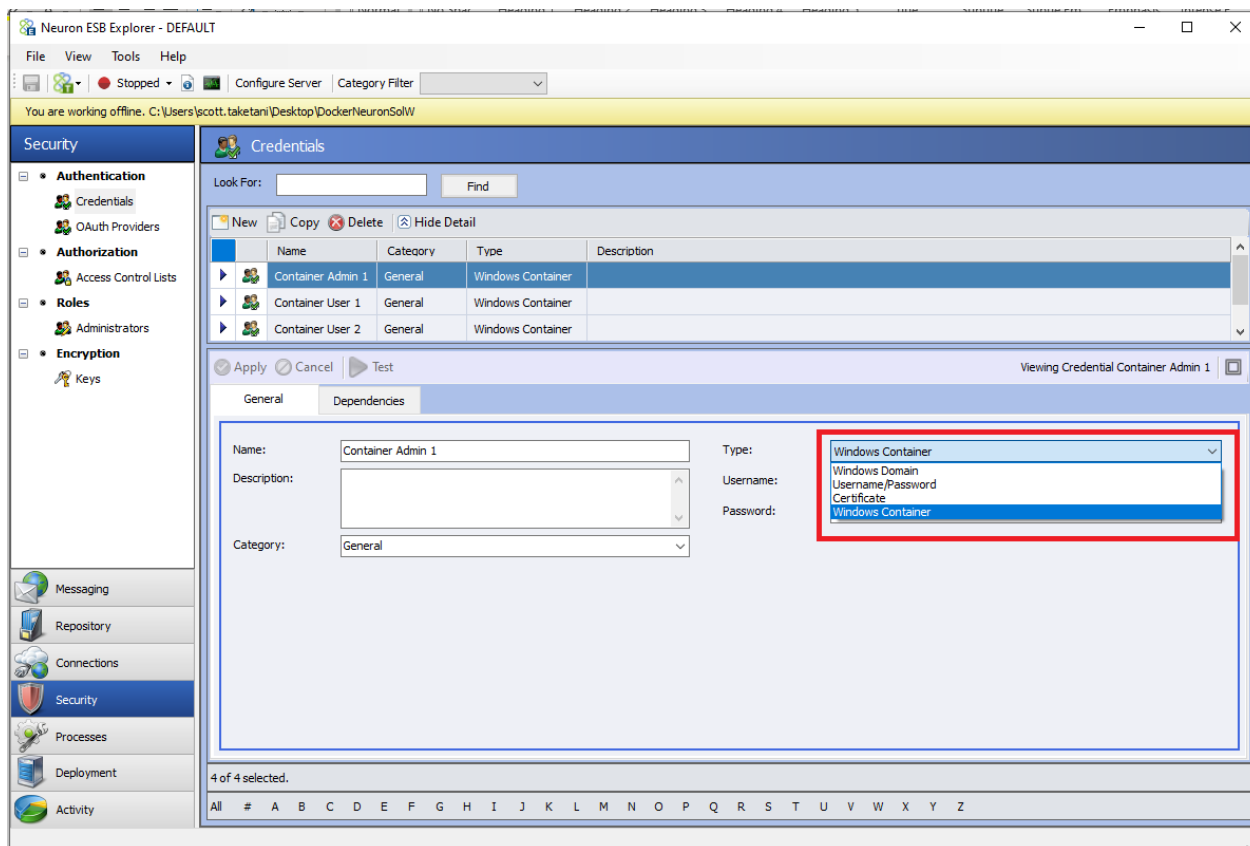 Neuron ESB Explorer - DEFAULT
File View Tools Help
Stopped Configure Server Category Filter
You are working offline. C:\Users\scott.taketani\Desktop\DockerNeuronSolW
Security
Authentication
Credentials
OAuth Providers
Authorization
Access Control Lists
Roles
Administrators
Encryption
Keys
Messaging
Repository
Connections
Security
Processes
Deployment
Activity
Credentials
Look For: Find
New Copy Delete Hide Detail
Name Category Type Description
Container Admin 1 General Windows Container
Container User 1 General Windows Container
Container User 2 General Windows Container
Apply Cancel Test Viewing Credential Container Admin 1
General Dependencies
Name: Container Admin 1 Type: Windows Container
Windows Domain
Description: Username: Username/Password
Certificate
Password: Windows Container
Category: General
4 of 4 selected.
All # A B C D E F G H I J K L M N O P Q R S T U V W X Y Z